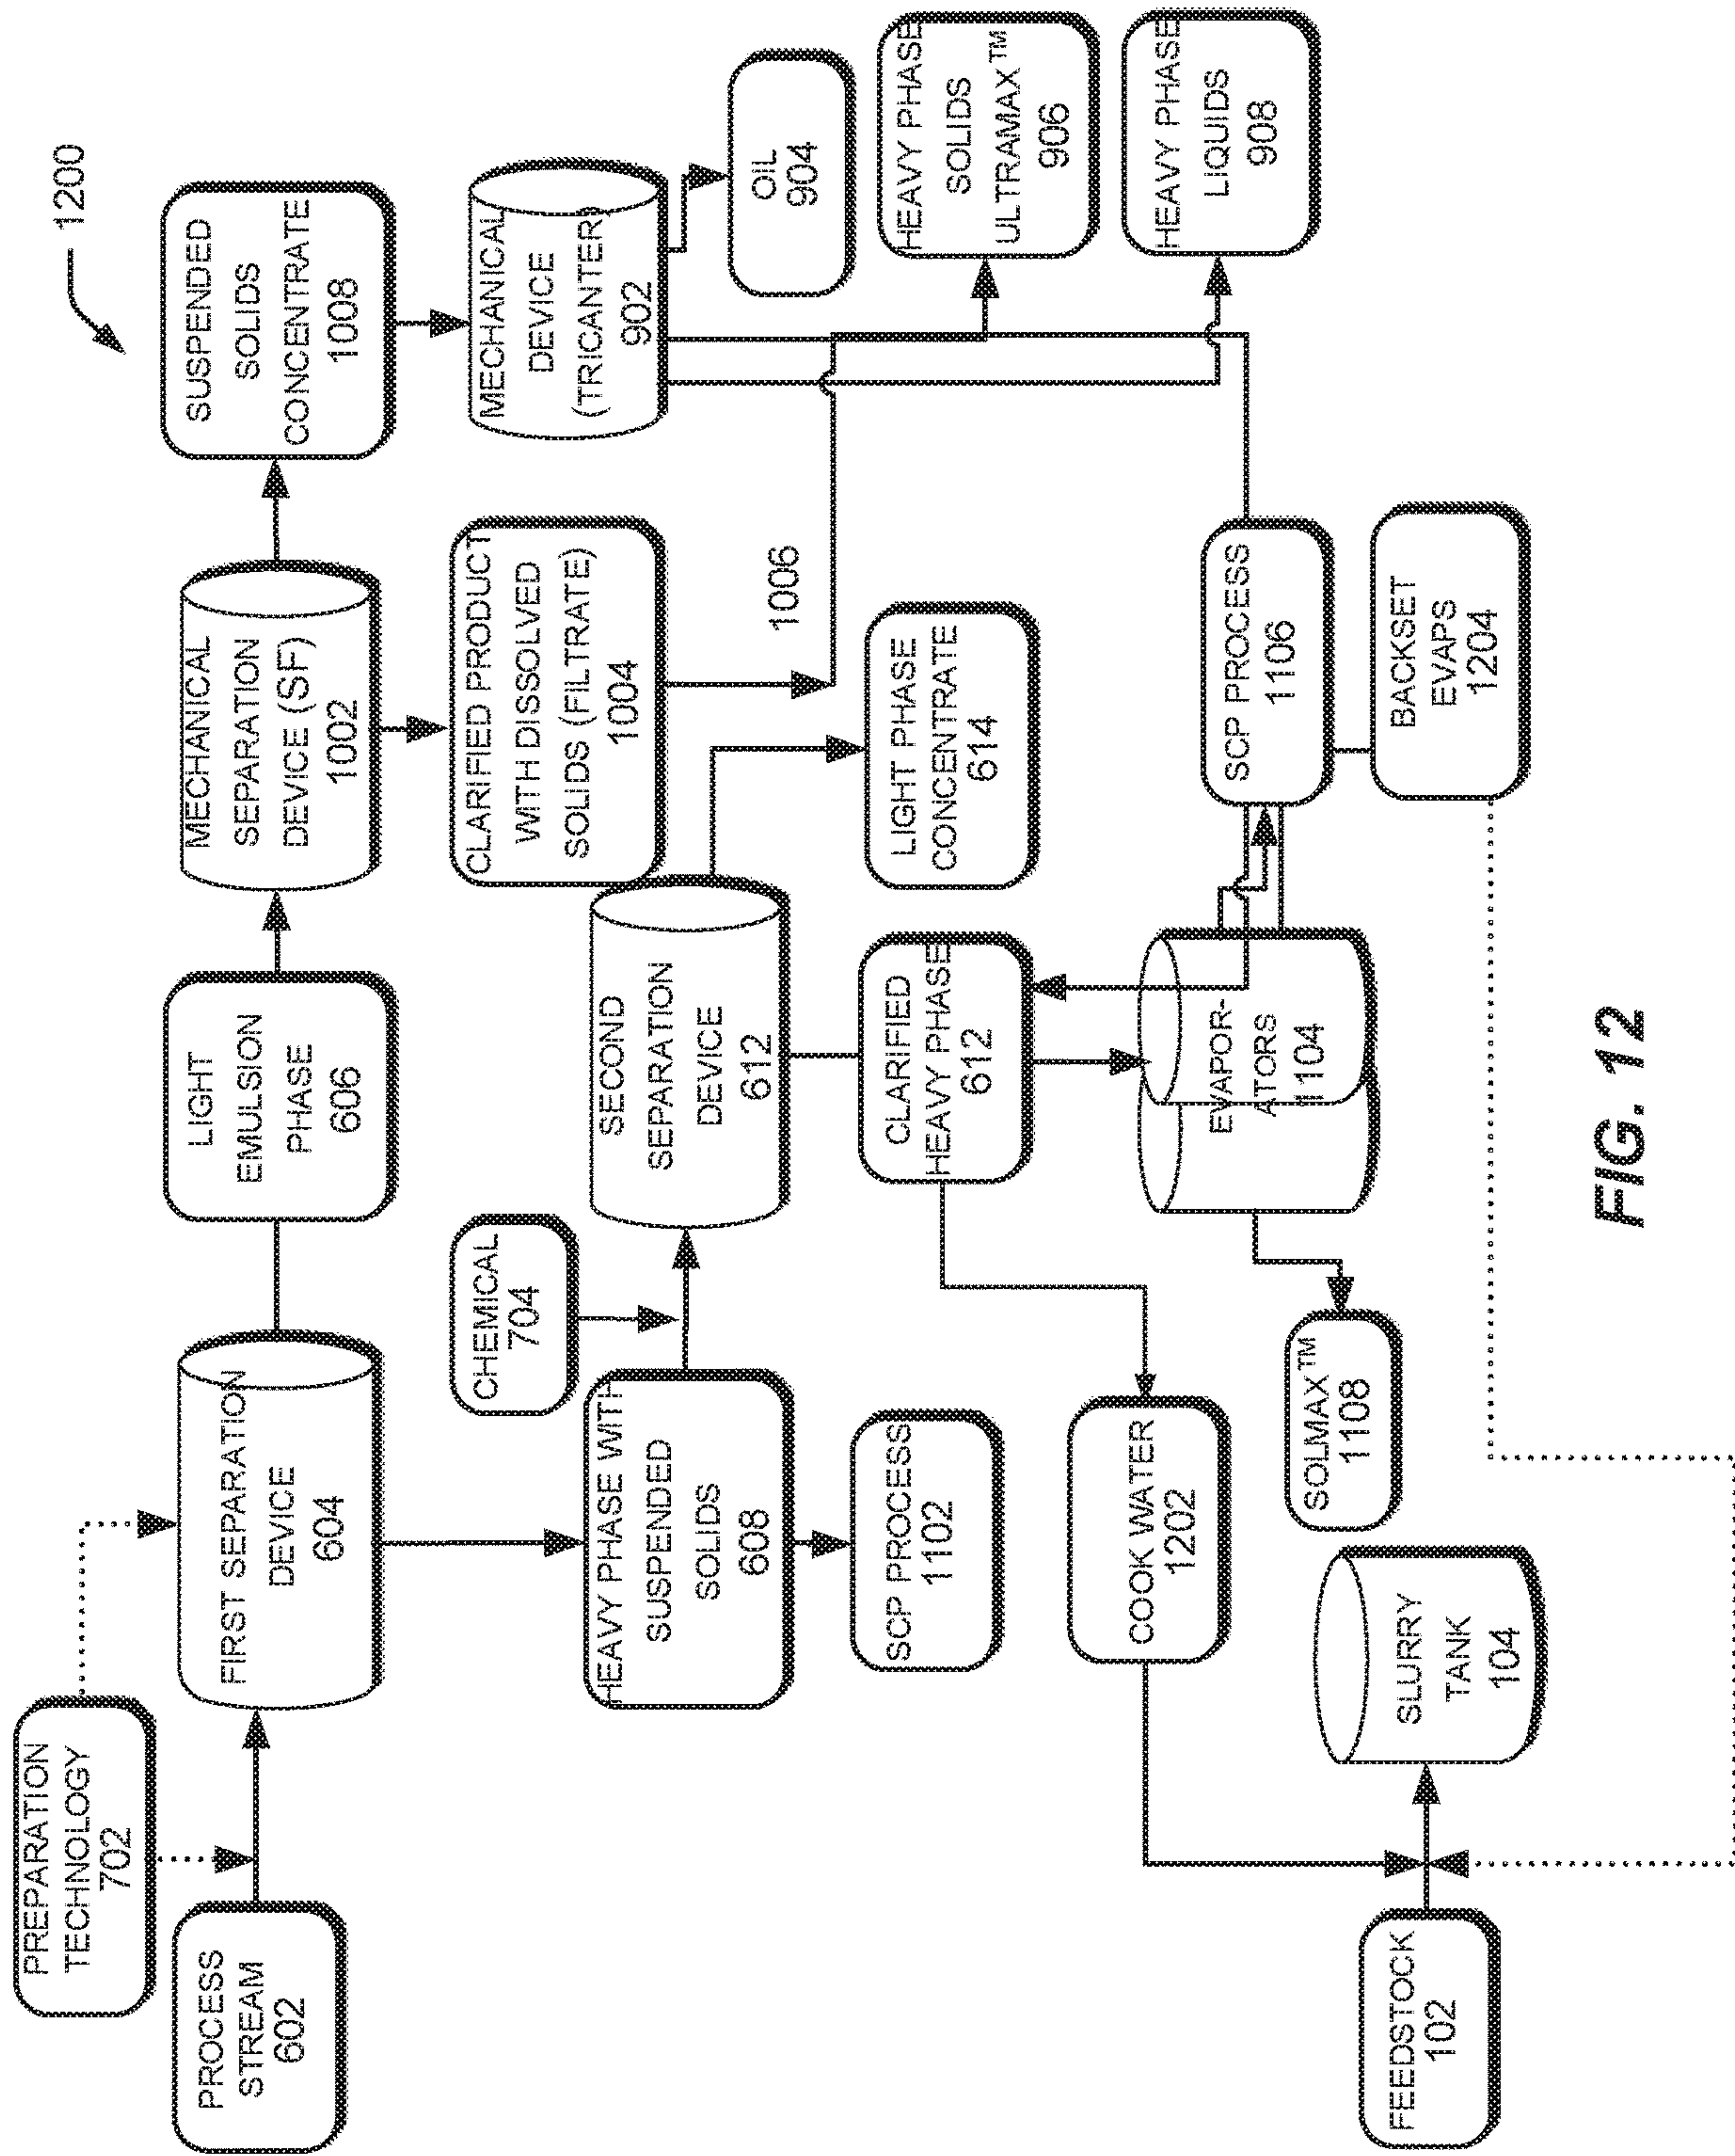 1200
PREPARATION
TECHNOLOGY
702
PROCESS
STREAM
602
FIRST SEPARATION
DEVICE
604
LIGHT
EMULSION
PHASE
606
MECHANICAL
SEPARATION
DEVICE (SF)
1002
SUSPENDED
SOLIDS
CONCENTRATE
1008
CHEMICAL
704
CLARIFIED PRODUCT
WITH DISSOLVED
SOLIDS (FILTRATE)
1004
MECHANICAL
DEVICE
(TRICANTER)
902
HEAVY PHASE WITH
SUSPENDED
SOLIDS
608
SECOND
SEPARATION
DEVICE
612
1006
OIL
904
SCP PROCESS
1102
CLARIFIED
HEAVY PHASE
612
LIGHT PHASE
CONCENTRATE
614
HEAVY PHASE
SOLIDS
ULTRAMAX™
906
COOK WATER
1202
EVAPOR-
ATORS
1104
SCP PROCESS
1106
HEAVY PHASE
LIQUIDS
908
FEEDSTOCK
102
SLURRY
TANK
104
SOLMAX™
1108
BACKSET
EVAPS
1204
FIG. 12